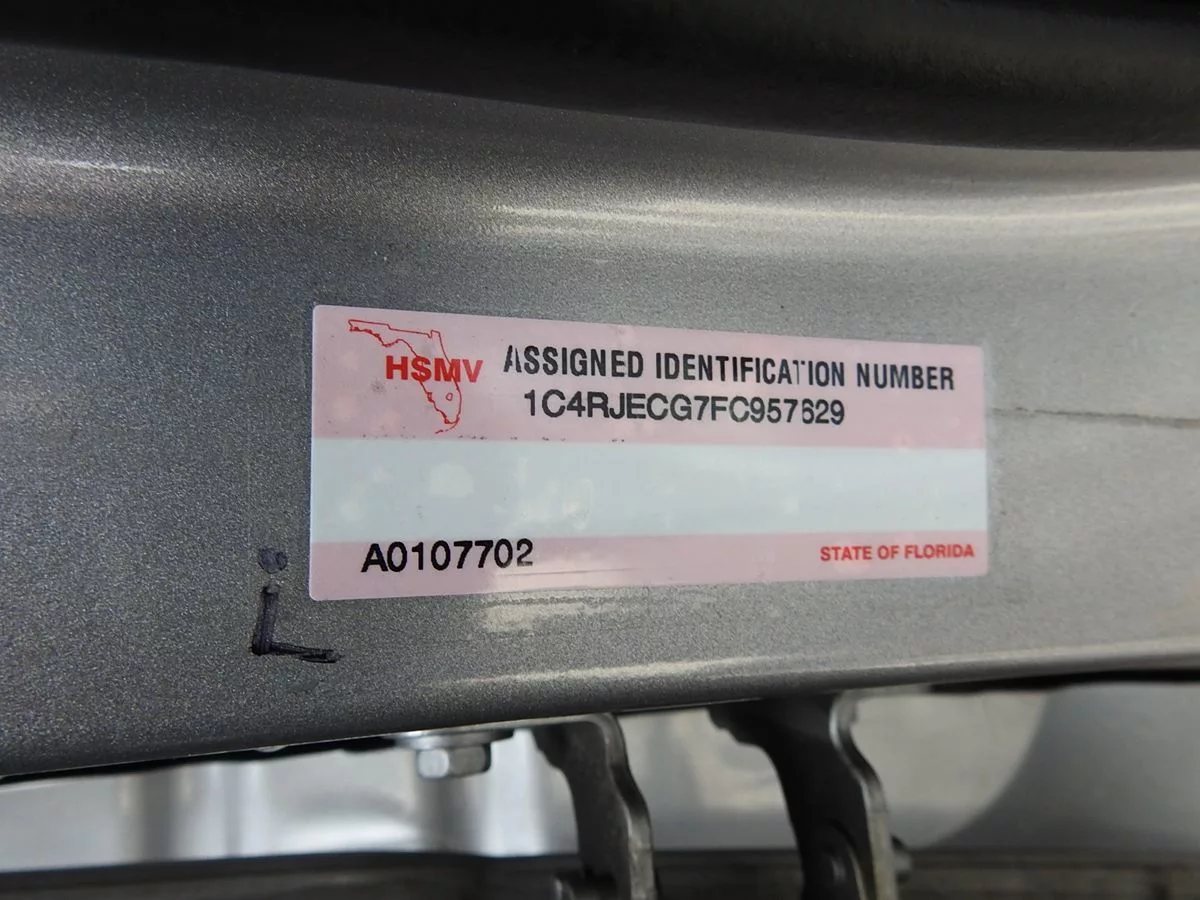 HSMV
ASSIGNED IDENTIFICATION NUMBER
1C4RJECG7FC957629
A0107702
STATE OF FLORIDA